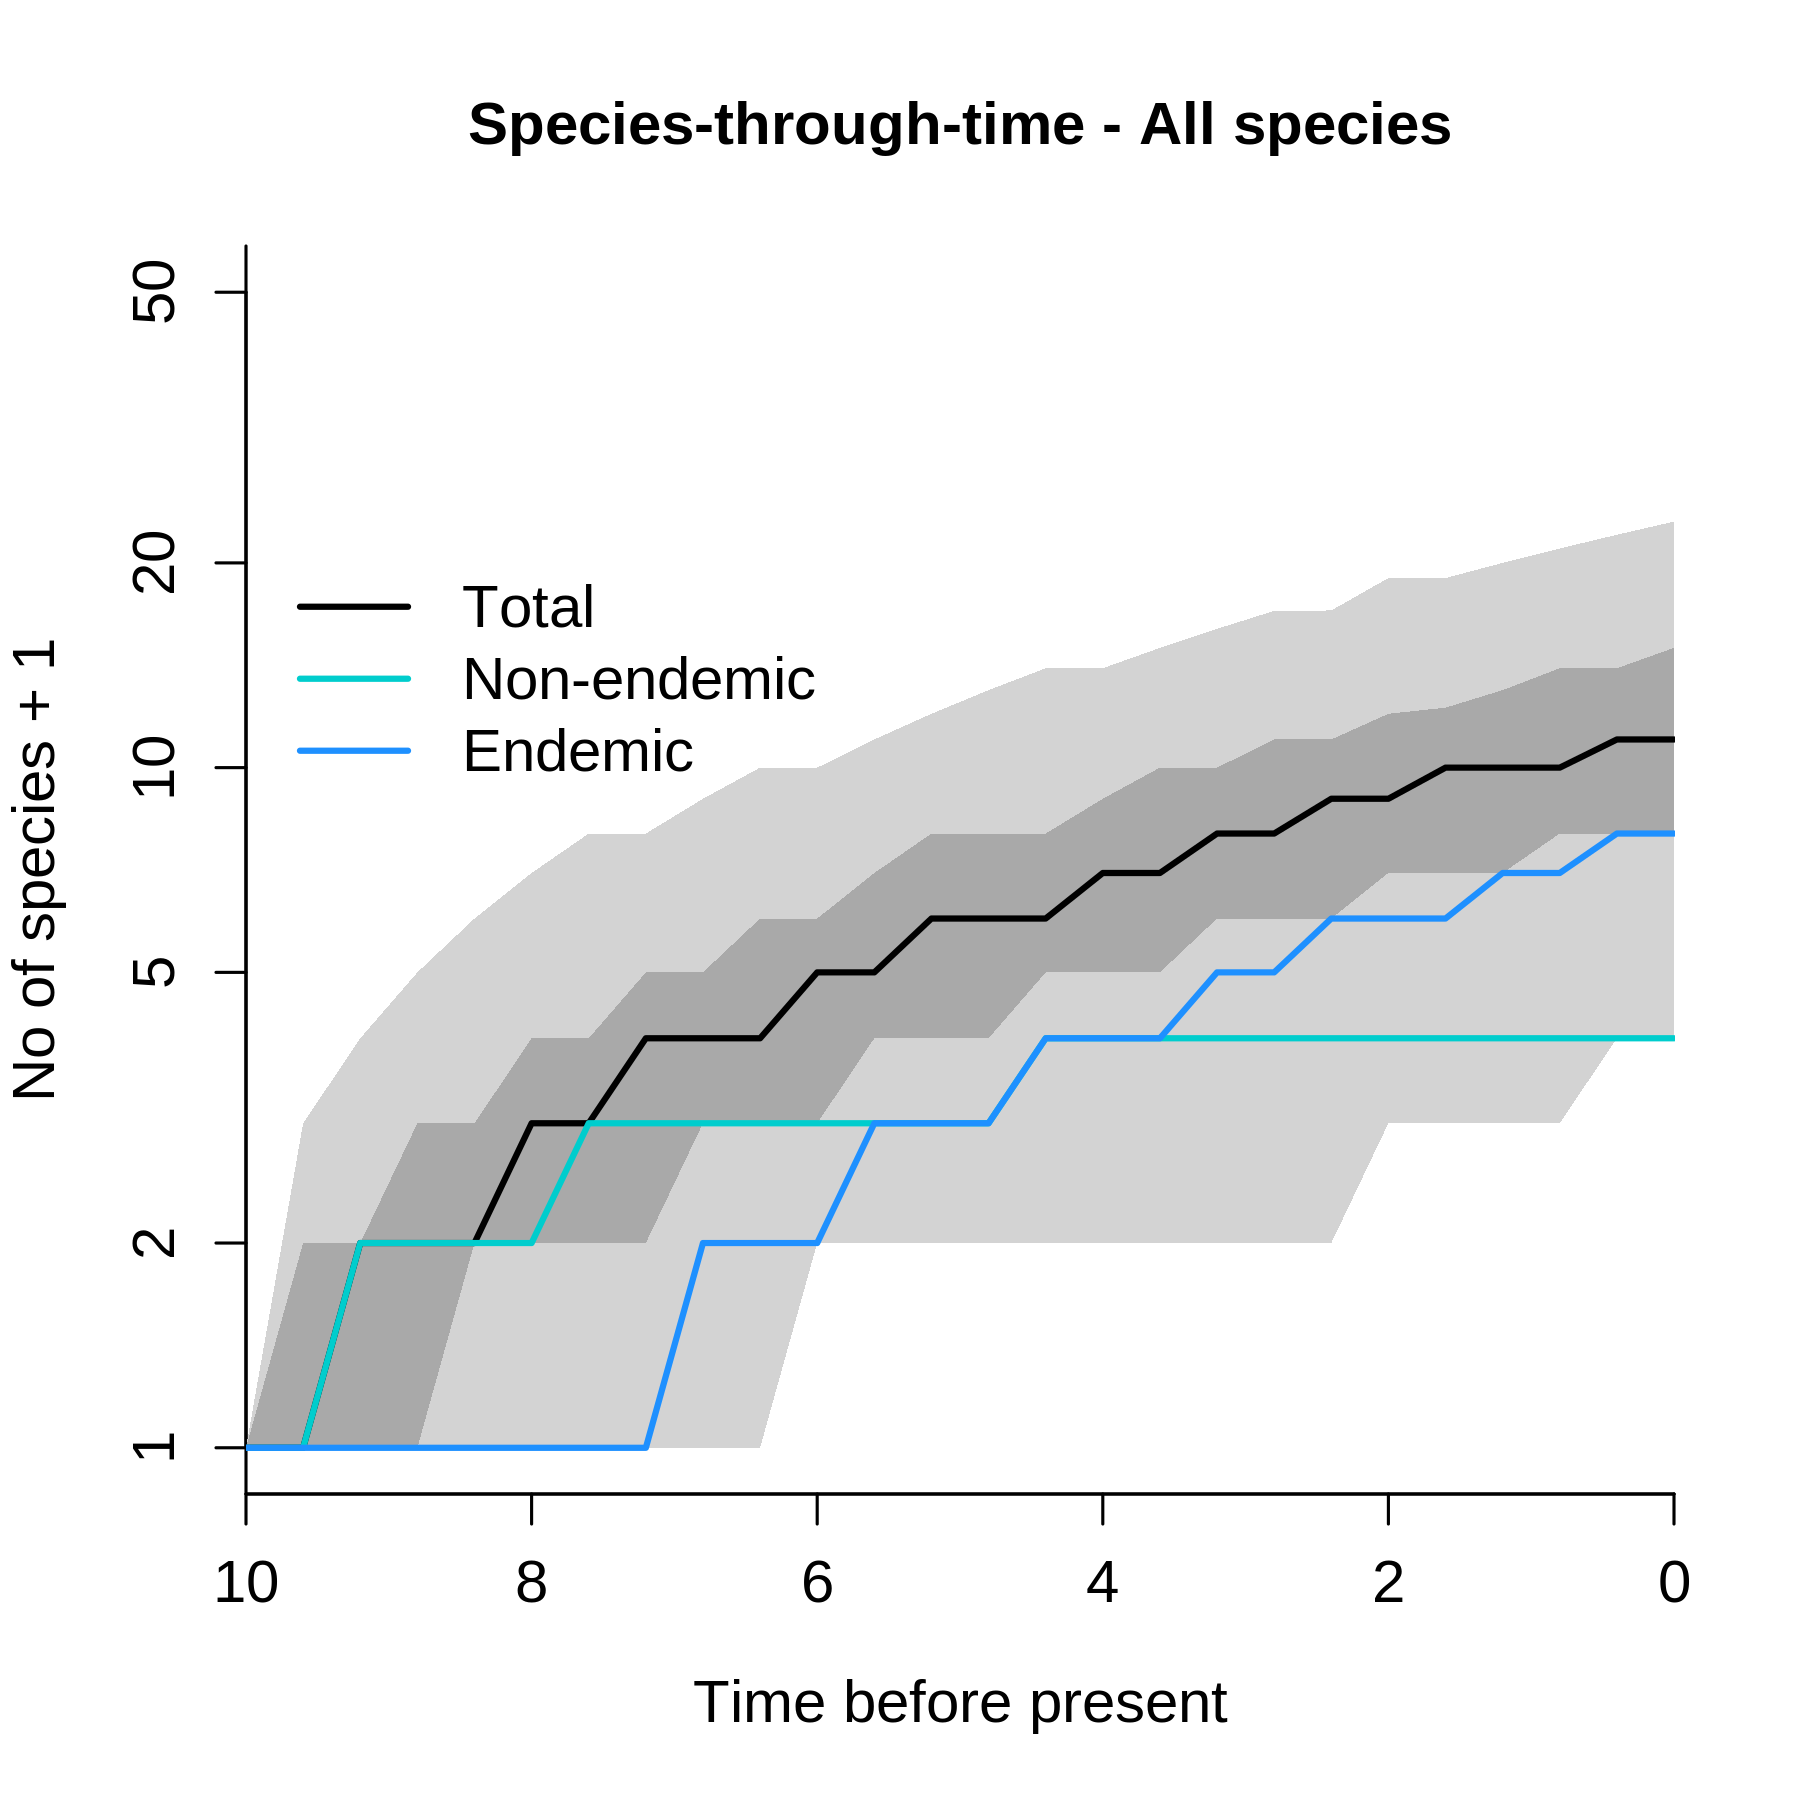 Species-through-time - All species
No of species + 1
50
20
10
5
2
1
Total
Non-endemic
Endemic
10 8 6 4 2 0
Time before present